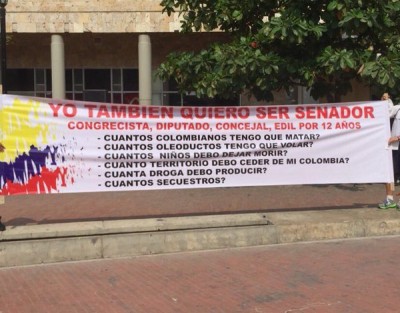 YO TAMBIEN QUIERO SER SENADOR
CONGRECISTA, DIPUTADO, CONCEJAL, EDIL POR 12 AÑOS
- CUANTOS COLOMBIANOS TENGO QUE MATAR?
- CUANTOS OLEODUCTOS TENGO QUE VOLAR?
- CUANTOS NIÑOS DEBO DEJAR MORIR?
- CUANTO TERRITORIO DEBO CEDER DE MI COLOMBIA?
- CUANTA DROGA DEBO PRODUCIR?
- CUANTOS SECUESTROS?